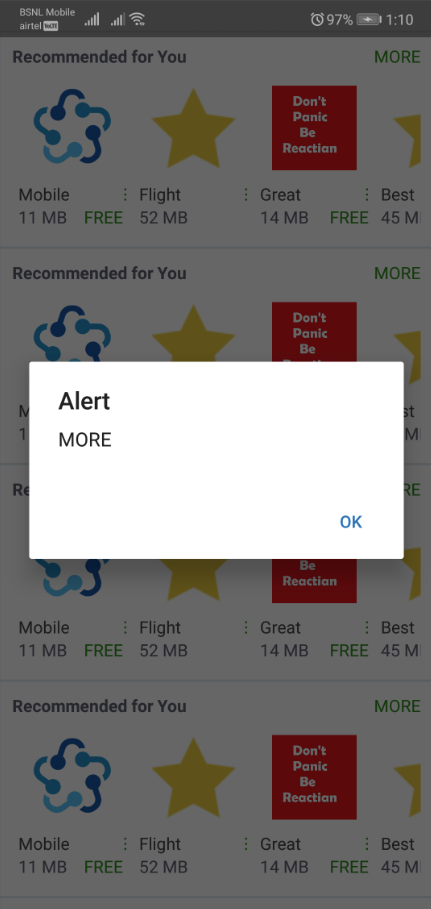 BSNL Mobile
airtel VoLTE
97% 1:10
Recommended for You MORE
Don't
Panic
Be
Reactian
Mobile Flight Great Best
11 MB FREE 52 MB 14 MB FREE 45 M
Recommended for You MORE
Don't
Panic
Be
Reactian
Alert
MORE
OK
Be
Reactian
Mobile Flight Great Best
11 MB FREE 52 MB 14 MB FREE 45 M
Recommended for You MORE
Don't
Panic
Be
Reactian
Mobile Flight Great Best
11 MB FREE 52 MB 14 MB FREE 45 M